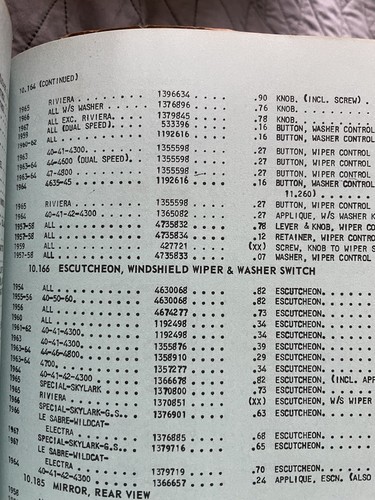 10.164 (CONTINUED)
1965 RIVIERA . . . . . . . 1396634 . . . . .90 KNOB, (INCL. SCREW) .
1966 ALL W/S WASHER . . . . 1376896 . . . . .76 KNOB. . . . . .
1967 ALL EXC. RIVIERA. . . . 1379845 . . . . .78 KNOB. . . . . .
1959 ALL (DUAL SPEED). . . . 533396 . . . . .16 BUTTON, WASHER CONTROL
1960-62 ALL . . . . . . . 1192616 . . . . .16 BUTTON, WASHER CONTROL
1963 40-41-4300. . . . . . 1355598 . . . . .27 BUTTON, WIPER CONTROL
1963-64 44-4600 (DUAL SPEED). . 1355598 . . . . .27 BUTTON, WIPER CONTROL
1963-64 47-4800 . . . . . . 1355598 . . . . .27 BUTTON, WIPER CONTROL
1964 4635-45 . . . . . . 1192616 . . . . .16 BUTTON, WASHER CONTROL
11.260) . . . . .
1965 RIVIERA . . . . . . . 1355598 . . . . .27 BUTTON, WIPER CONTROL
1964 40-41-42-4300 . . . . . 1365082 . . . . .27 APPLIQUE, W/S WASHER K
1957-58 ALL . . . . . . . 4735832 . . . . .78 LEVER & KNOB, WIPER CO
1957-58 ALL . . . . . . . 4735834 . . . . .12 RETAINER, WIPER CONTRO
1959 ALL . . . . . . . 427721 . . . . (XX) SCREW, KNOB TO WIPER S
1957-58 ALL . . . . . . . 4735833 . . . . .07 WASHER, WIPER CONTROL
10.166 ESCUTCHEON, WINDSHIELD WIPER & WASHER SWITCH
1954 ALL . . . . . . . 4630068 . . . . .82 ESCUTCHEON. . . . .
1955-56 40-50-60. . . . . . 4630068 . . . . .82 ESCUTCHEON. . . . .
1956 ALL . . . . . . . 4674277 . . . . .73 ESCUTCHEON. . . . .
1960 ALL . . . . . . . 1192498 . . . . .34 ESCUTCHEON. . . . .
1961-62 40-41-4300. . . . . . 1192498 . . . . .34 ESCUTCHEON. . . . .
1963 40-41-4300. . . . . . 1355876 . . . . .39 ESCUTCHEON. . . . .
1963-64 44-46-4800. . . . . . 1358910 . . . . .29 ESCUTCHEON. . . . .
1963-64 4700. . . . . . . 1357277 . . . . .34 ESCUTCHEON. . . . .
1964 40-41-42-4300 . . . . . 1366678 . . . . .82 ESCUTCHEON, (INCL. APP
1965 SPECIAL-SKYLARK . . . . 1370800 . . . . .73 ESCUTCHEON. . . . .
1966 RIVIERA . . . . . . . 1370851 . . . . (XX) ESCUTCHEON, W/S WIPER
1966 SPECIAL-SKYLARK-G.S... 1376901 . . . . .63 ESCUTCHEON. . . . .
LE SABRE-WILDCAT-
1967 ELECTRA . . . . . . 1376885 . . . . .68 ESCUTCHEON. . . . .
1967 SPECIAL-SKYLARK-G.S... 1379716 . . . . .65 ESCUTCHEON. . . . .
LE SABRE-WILDCAT-
ELECTRA . . . . . . 1379719 . . . . .70 ESCUTCHEON. . . . .
1964 40-41-42-4300 . . . . . 1366657 . . . . .24 APPLIQUE, ESCN. (ALSO
10.185 MIRROR, REAR VIEW